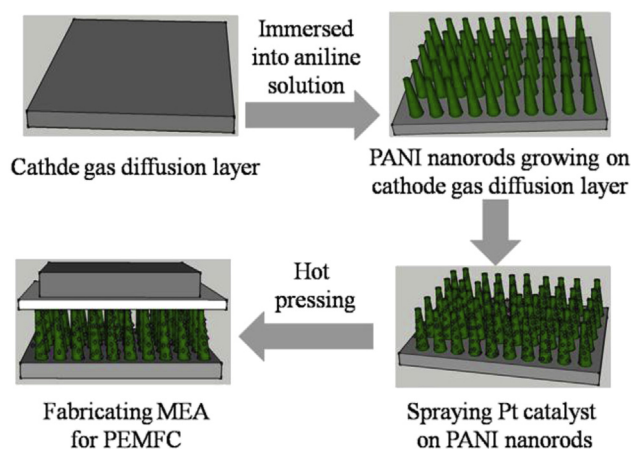 Immersed
into aniline
solution
Cathde gas diffusion layer
PANI nanorods growing on
cathode gas diffusion layer
Hot
pressing
Fabricating MEA
for PEMFC
Spraying Pt catalyst
on PANI nanorods